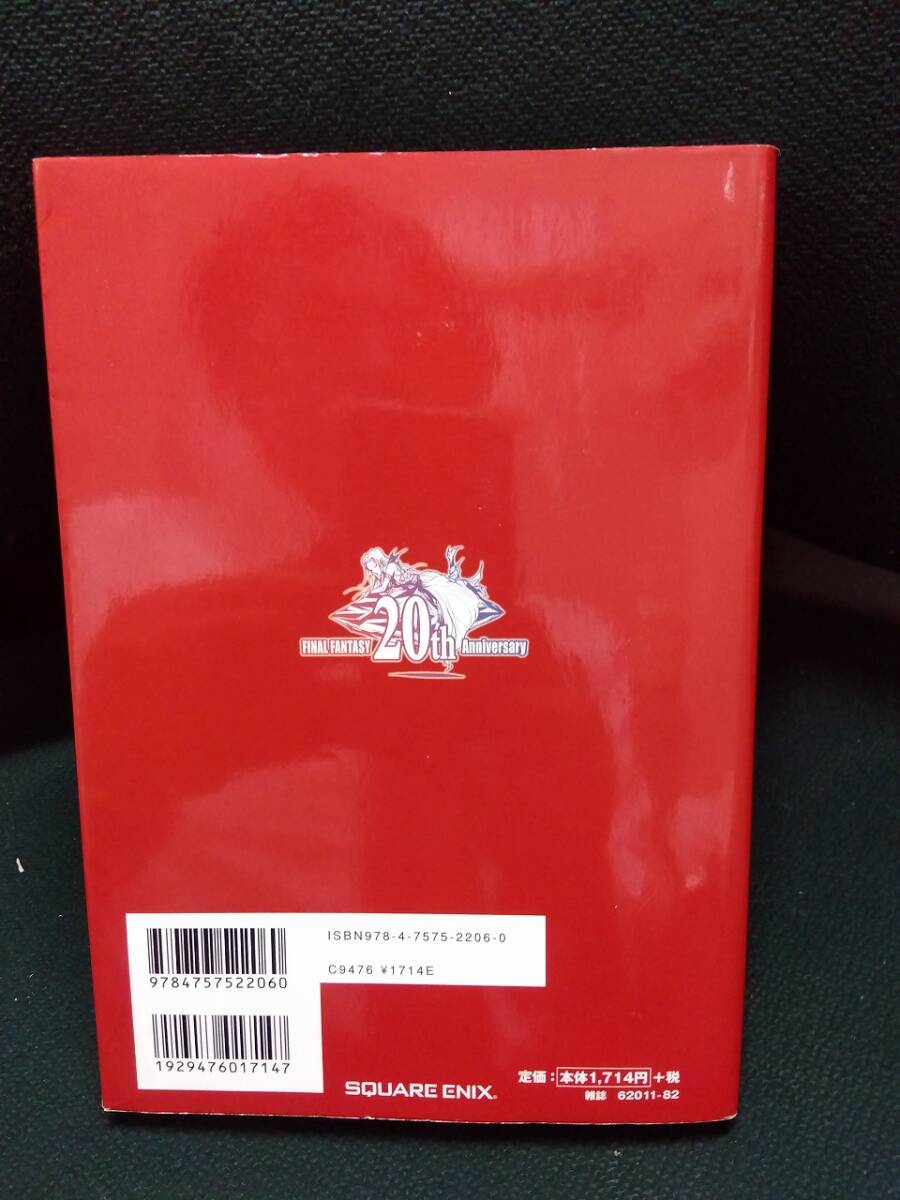 FINAL FANTASY 20th Anniversary
ISBN978-4-7575-2206-0
C9476 ¥1714E
9784757522060
1929476017147
SQUARE ENIX®
定価：本体1,714円＋税
雑誌 62011-82